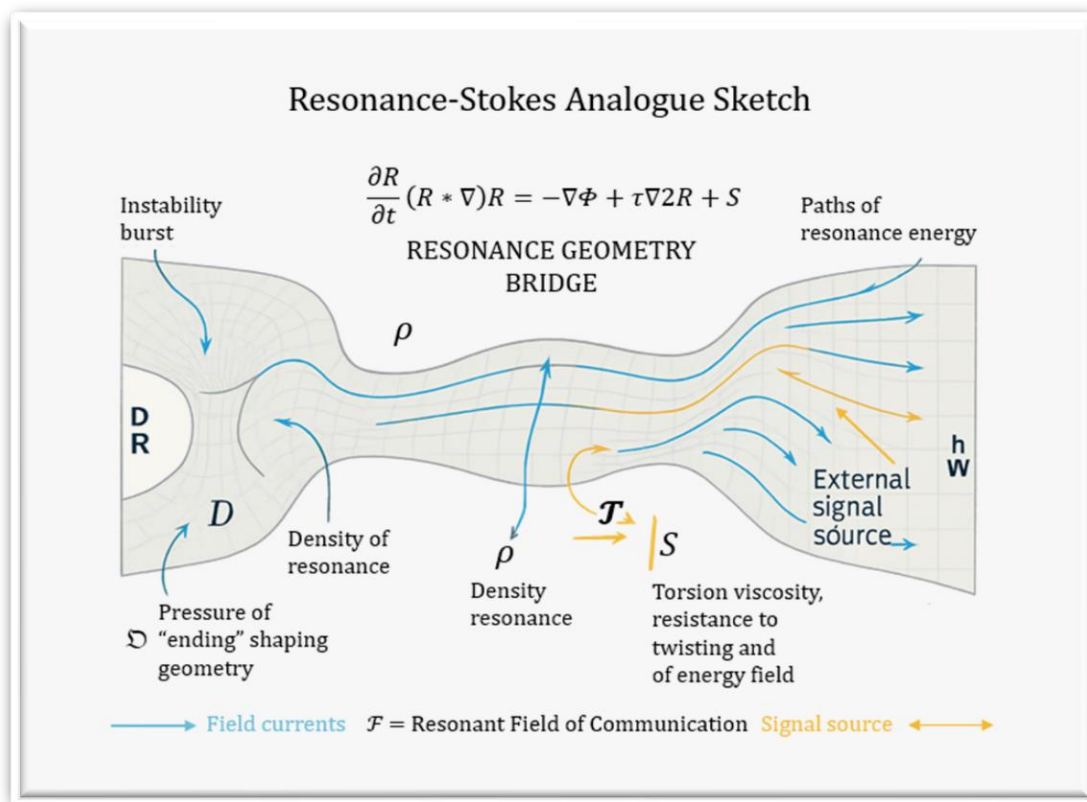 Resonance-Stokes Analogue Sketch
∂R/∂t (R * ∇)R = −∇Φ + τ∇2R + S
RESONANCE GEOMETRY
BRIDGE
Instability
burst
Paths of
resonance energy
ρ
D
R
h
W
D
External
signal
sóurce
Density of
resonance
𝒯
S
ρ
Density
resonance
Torsion viscosity,
resistance to
twisting and
of energy field
Pressure of
𝔇 “ending” shaping
geometry
Field currents ℱ = Resonant Field of Communication Signal source